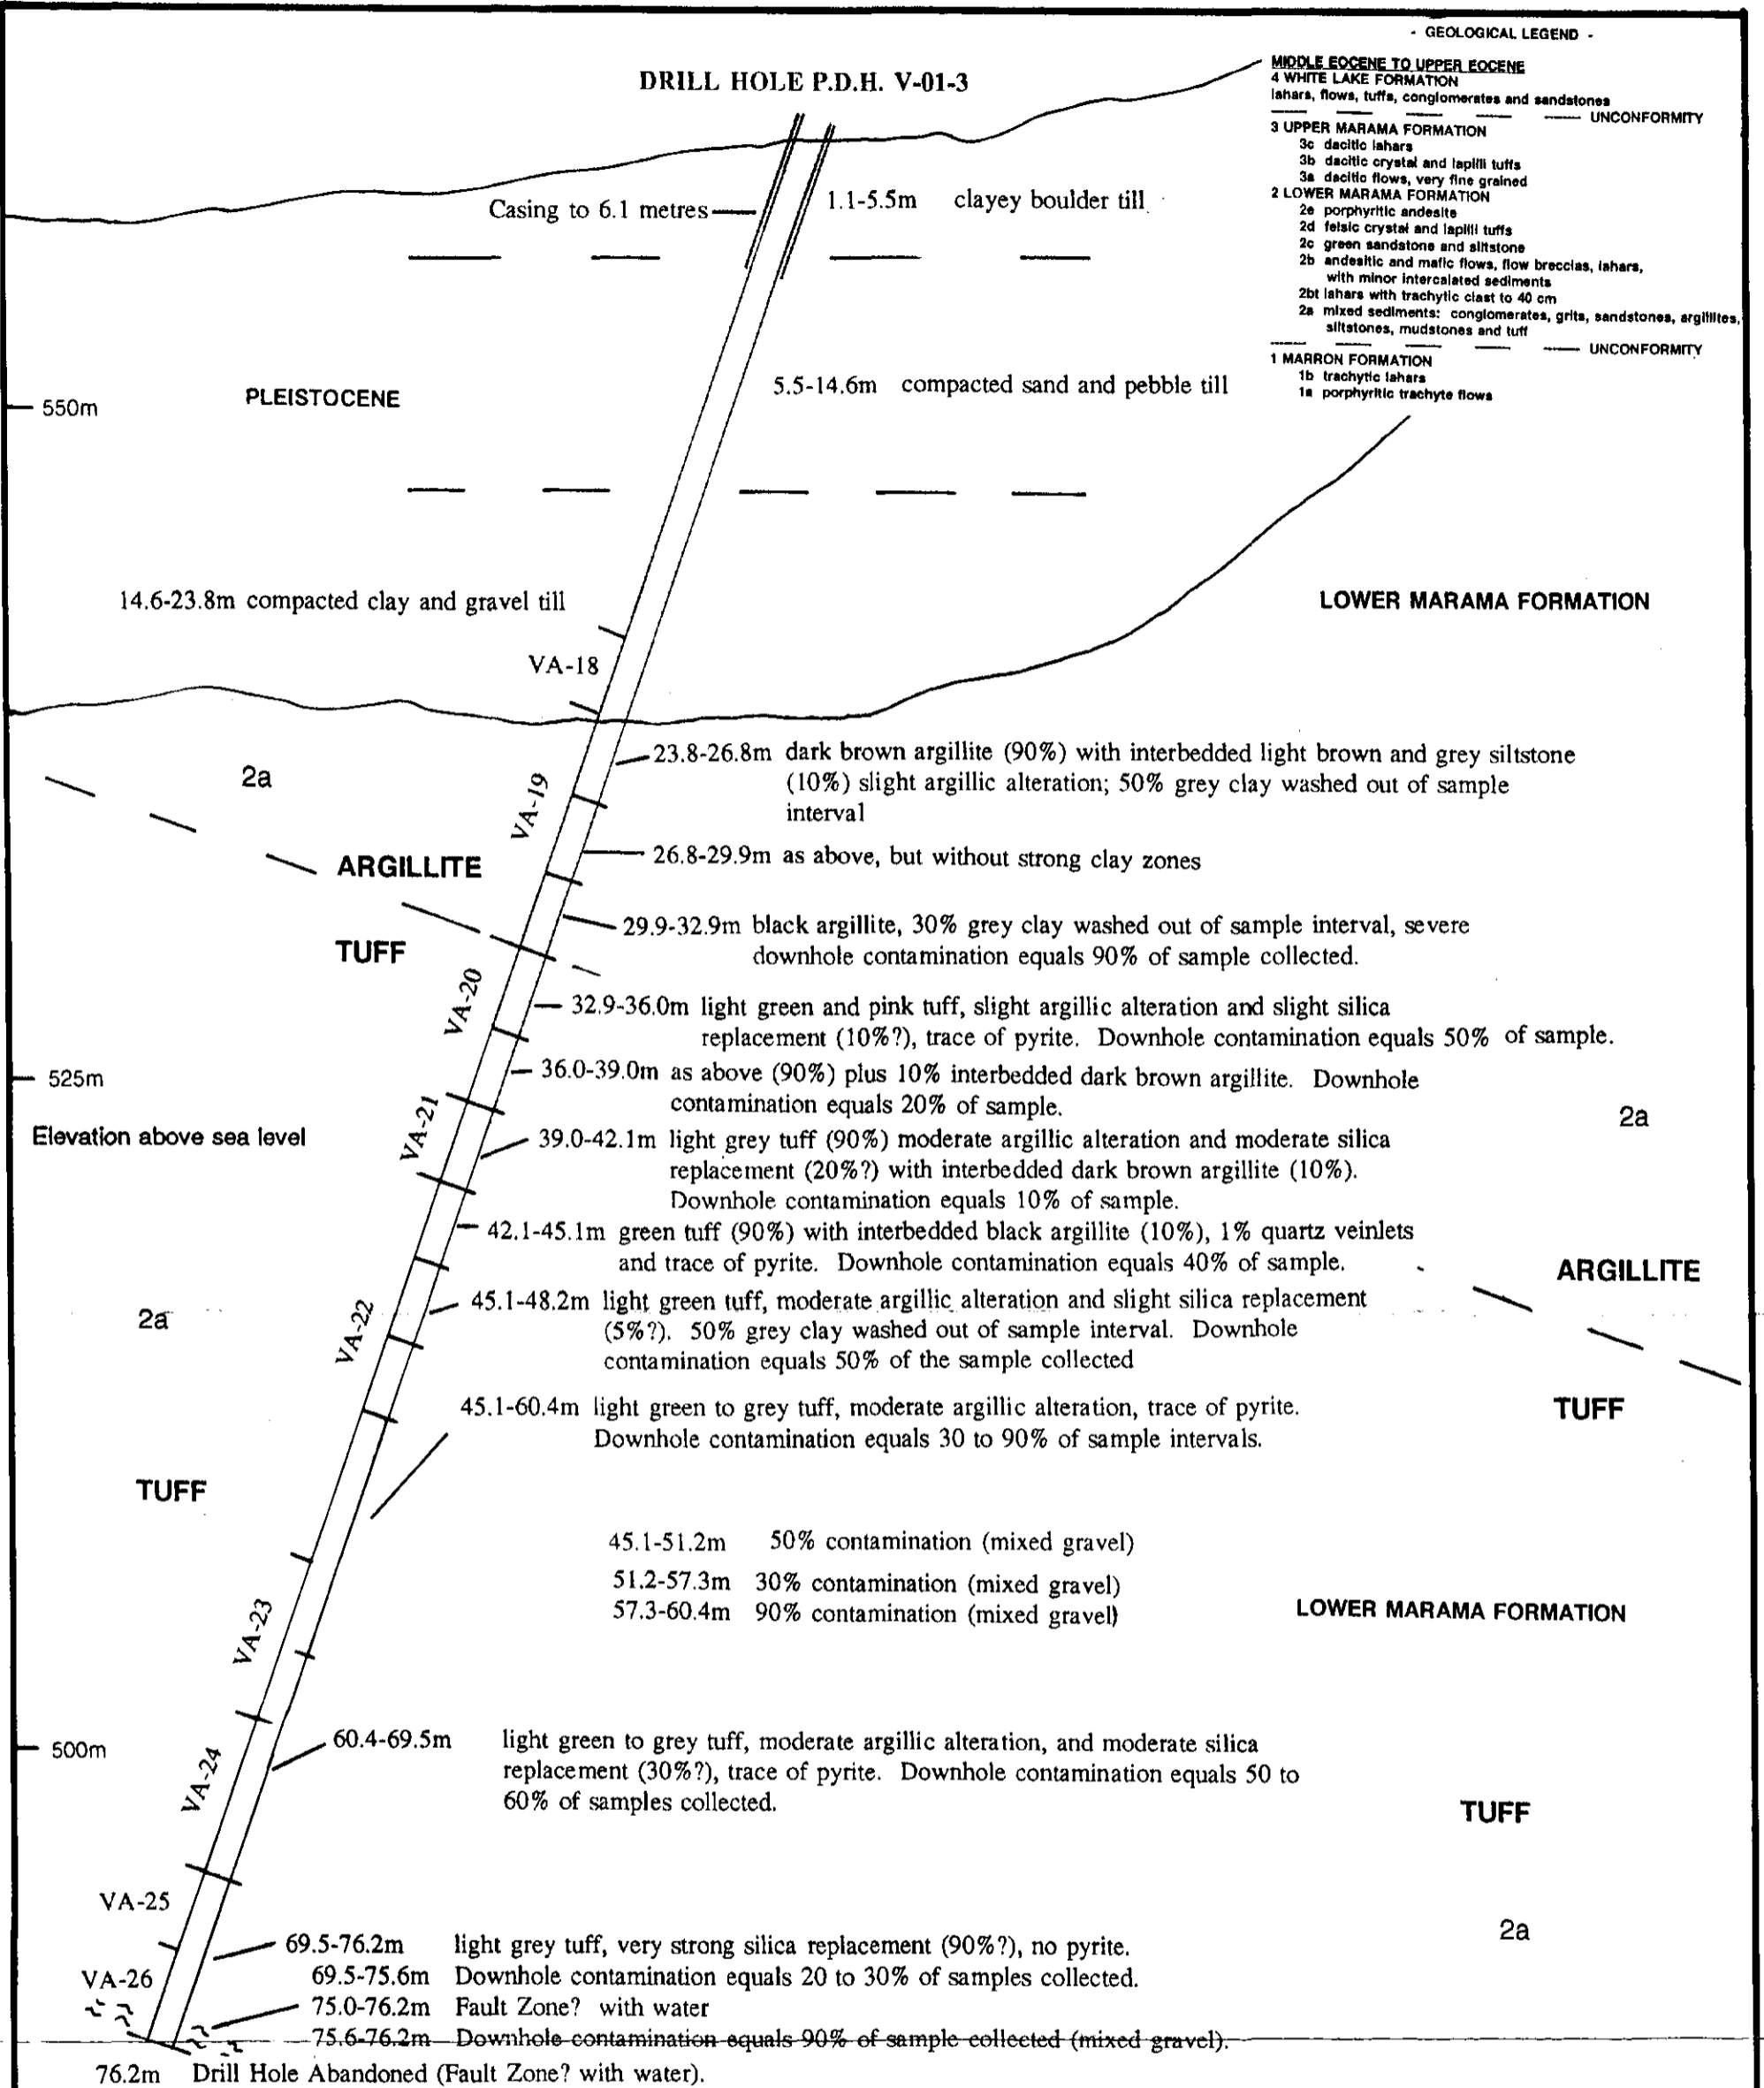 - GEOLOGICAL LEGEND -
MIDDLE EOCENE TO UPPER EOCENE
4 WHITE LAKE FORMATION
lahars, flows, tuffs, conglomerates and sandstones
UNCONFORMITY
3 UPPER MARAMA FORMATION
3c dacitic lahars
3b dacitic crystal and lapilli tuffs
3a dacitic flows, very fine grained
2 LOWER MARAMA FORMATION
2e porphyritic andesite
2d felsic crystal and lapilli tuffs
2c green sandstone and siltstone
2b andesitic and mafic flows, flow breccias, lahars,
with minor intercalated sediments
2bt lahars with trachytic clast to 40 cm
2a mixed sediments: conglomerates, grits, sandstones, argillites,
siltstones, mudstones and tuff
UNCONFORMITY
1 MARRON FORMATION
1b trachytic lahars
1a porphyritic trachyte flows
DRILL HOLE P.D.H. V-01-3
Casing to 6.1 metres
1.1-5.5m clayey boulder till
5.5-14.6m compacted sand and pebble till
PLEISTOCENE
550m
14.6-23.8m compacted clay and gravel till
LOWER MARAMA FORMATION
VA-18
23.8-26.8m dark brown argillite (90%) with interbedded light brown and grey siltstone
(10%) slight argillic alteration; 50% grey clay washed out of sample
interval
2a
VA-19
26.8-29.9m as above, but without strong clay zones
ARGILLITE
29.9-32.9m black argillite, 30% grey clay washed out of sample interval, severe
downhole contamination equals 90% of sample collected.
TUFF
VA-20
32.9-36.0m light green and pink tuff, slight argillic alteration and slight silica
replacement (10%?), trace of pyrite. Downhole contamination equals 50% of sample.
525m
36.0-39.0m as above (90%) plus 10% interbedded dark brown argillite. Downhole
contamination equals 20% of sample.
2a
VA-21
Elevation above sea level
39.0-42.1m light grey tuff (90%) moderate argillic alteration and moderate silica
replacement (20%?) with interbedded dark brown argillite (10%).
Downhole contamination equals 10% of sample.
42.1-45.1m green tuff (90%) with interbedded black argillite (10%), 1% quartz veinlets
and trace of pyrite. Downhole contamination equals 40% of sample.
ARGILLITE
2a
VA-22
45.1-48.2m light green tuff, moderate argillic alteration and slight silica replacement
(5%?). 50% grey clay washed out of sample interval. Downhole
contamination equals 50% of the sample collected
45.1-60.4m light green to grey tuff, moderate argillic alteration, trace of pyrite.
Downhole contamination equals 30 to 90% of sample intervals.
TUFF
TUFF
45.1-51.2m 50% contamination (mixed gravel)
51.2-57.3m 30% contamination (mixed gravel)
57.3-60.4m 90% contamination (mixed gravel)
LOWER MARAMA FORMATION
VA-23
500m
60.4-69.5m light green to grey tuff, moderate argillic alteration, and moderate silica
replacement (30%?), trace of pyrite. Downhole contamination equals 50 to
60% of samples collected.
VA-24
TUFF
VA-25
2a
69.5-76.2m light grey tuff, very strong silica replacement (90%?), no pyrite.
VA-26
69.5-75.6m Downhole contamination equals 20 to 30% of samples collected.
75.0-76.2m Fault Zone? with water
75.6-76.2m Downhole contamination equals 90% of sample collected (mixed gravel).
76.2m Drill Hole Abandoned (Fault Zone? with water).